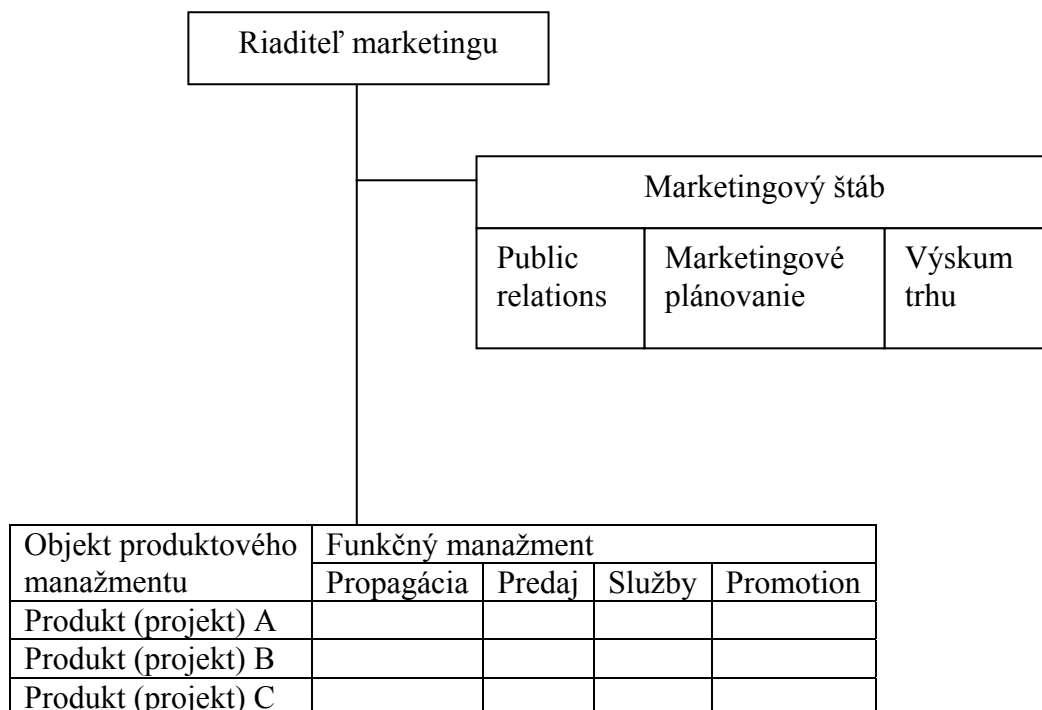 Riaditeľ marketingu
Marketingový štáb
Public
relations
Marketingové
plánovanie
Výskum
trhu
Objekt produktového
manažmentu
Funkčný manažment
Propagácia
Predaj
Služby
Promotion
Produkt (projekt) A
Produkt (projekt) B
Produkt (projekt) C